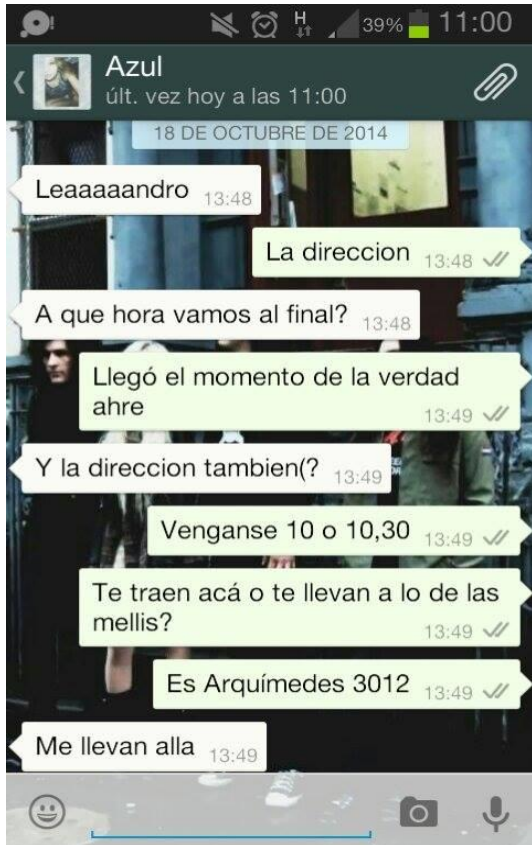 H 39% 11:00
Azul
últ. vez hoy a las 11:00
18 DE OCTUBRE DE 2014
Leaaaaandro 13:48
La direccion 13:48
A que hora vamos al final? 13:48
Llegó el momento de la verdad
ahre 13:49
Y la direccion tambien(? 13:49
Venganse 10 o 10,30 13:49
Te traen acá o te llevan a lo de las
mellis? 13:49
Es Arquímedes 3012 13:49
Me llevan alla 13:49